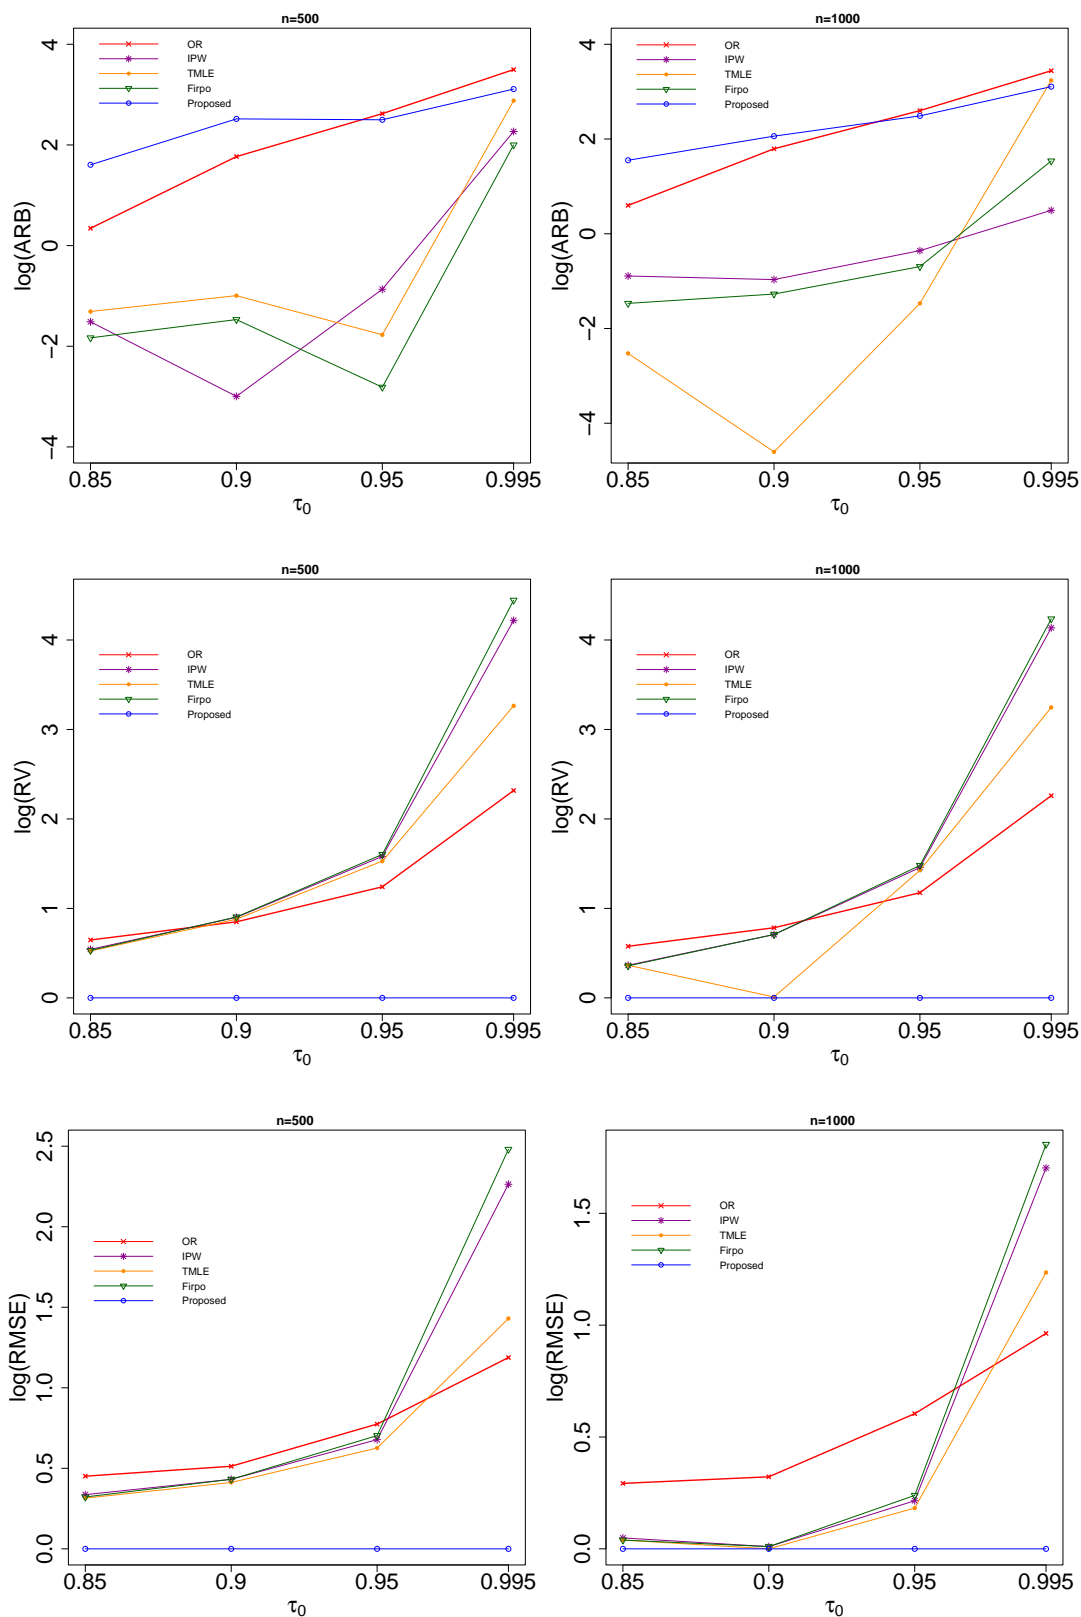 n=500
log(ARB)
4
2
0
−2
−4
OR
IPW
TMLE
Firpo
Proposed
0.85 0.9 0.95 0.995
τ0
n=1000
log(ARB)
4
2
0
−2
−4
OR
IPW
TMLE
Firpo
Proposed
0.85 0.9 0.95 0.995
τ0
n=500
log(RV)
4
3
2
1
0
OR
IPW
TMLE
Firpo
Proposed
0.85 0.9 0.95 0.995
τ0
n=1000
log(RV)
4
3
2
1
0
OR
IPW
TMLE
Firpo
Proposed
0.85 0.9 0.95 0.995
τ0
n=500
log(RMSE)
2.5
2.0
1.5
1.0
0.5
0.0
OR
IPW
TMLE
Firpo
Proposed
0.85 0.9 0.95 0.995
τ0
n=1000
log(RMSE)
1.5
1.0
0.5
0.0
OR
IPW
TMLE
Firpo
Proposed
0.85 0.9 0.95 0.995
τ0